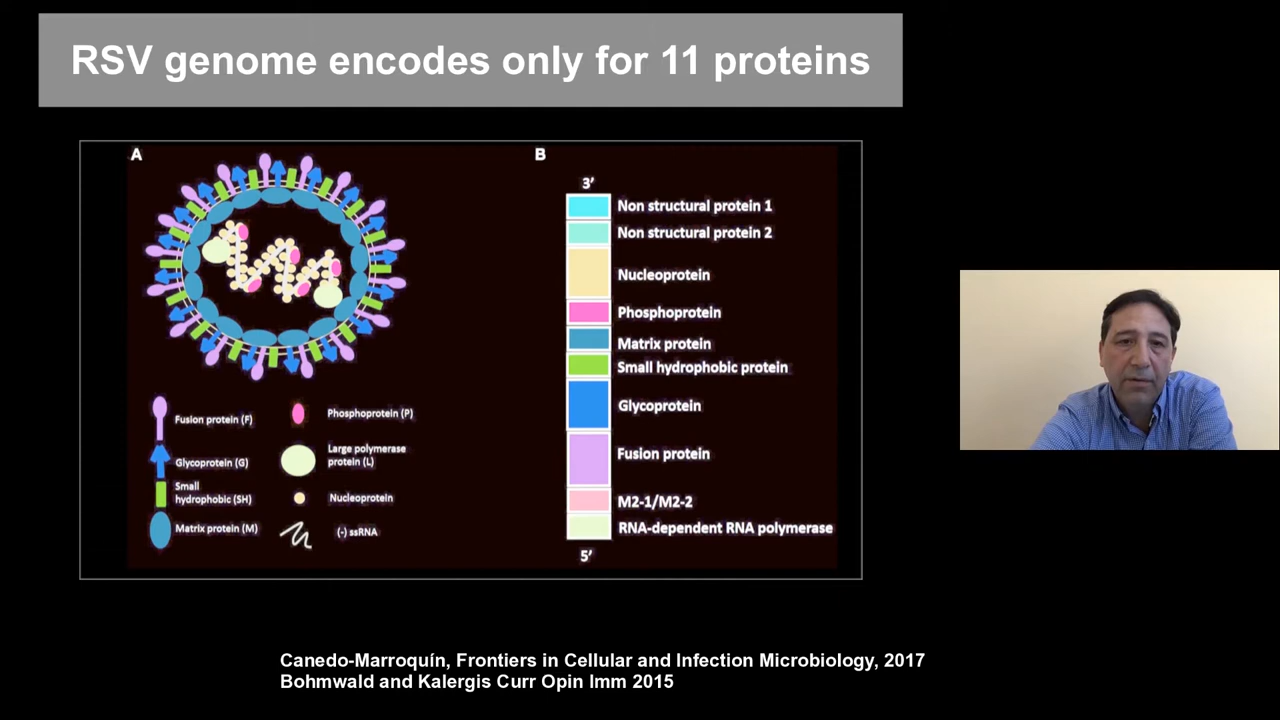 RSV genome encodes only for 11 proteins
A
Fusion protein (F)
Glycoprotein (G)
Small
hydrophobic (SH)
Matrix protein (M)
Phosphoprotein (P)
Large polymerase
protein (L)
Nucleoprotein
(-) ssRNA
B
3’
Non structural protein 1
Non structural protein 2
Nucleoprotein
Phosphoprotein
Matrix protein
Small hydrophobic protein
Glycoprotein
Fusion protein
M2-1/M2-2
RNA-dependent RNA polymerase
5’
Canedo-Marroquín, Frontiers in Cellular and Infection Microbiology, 2017
Bohmwald and Kalergis Curr Opin Imm 2015